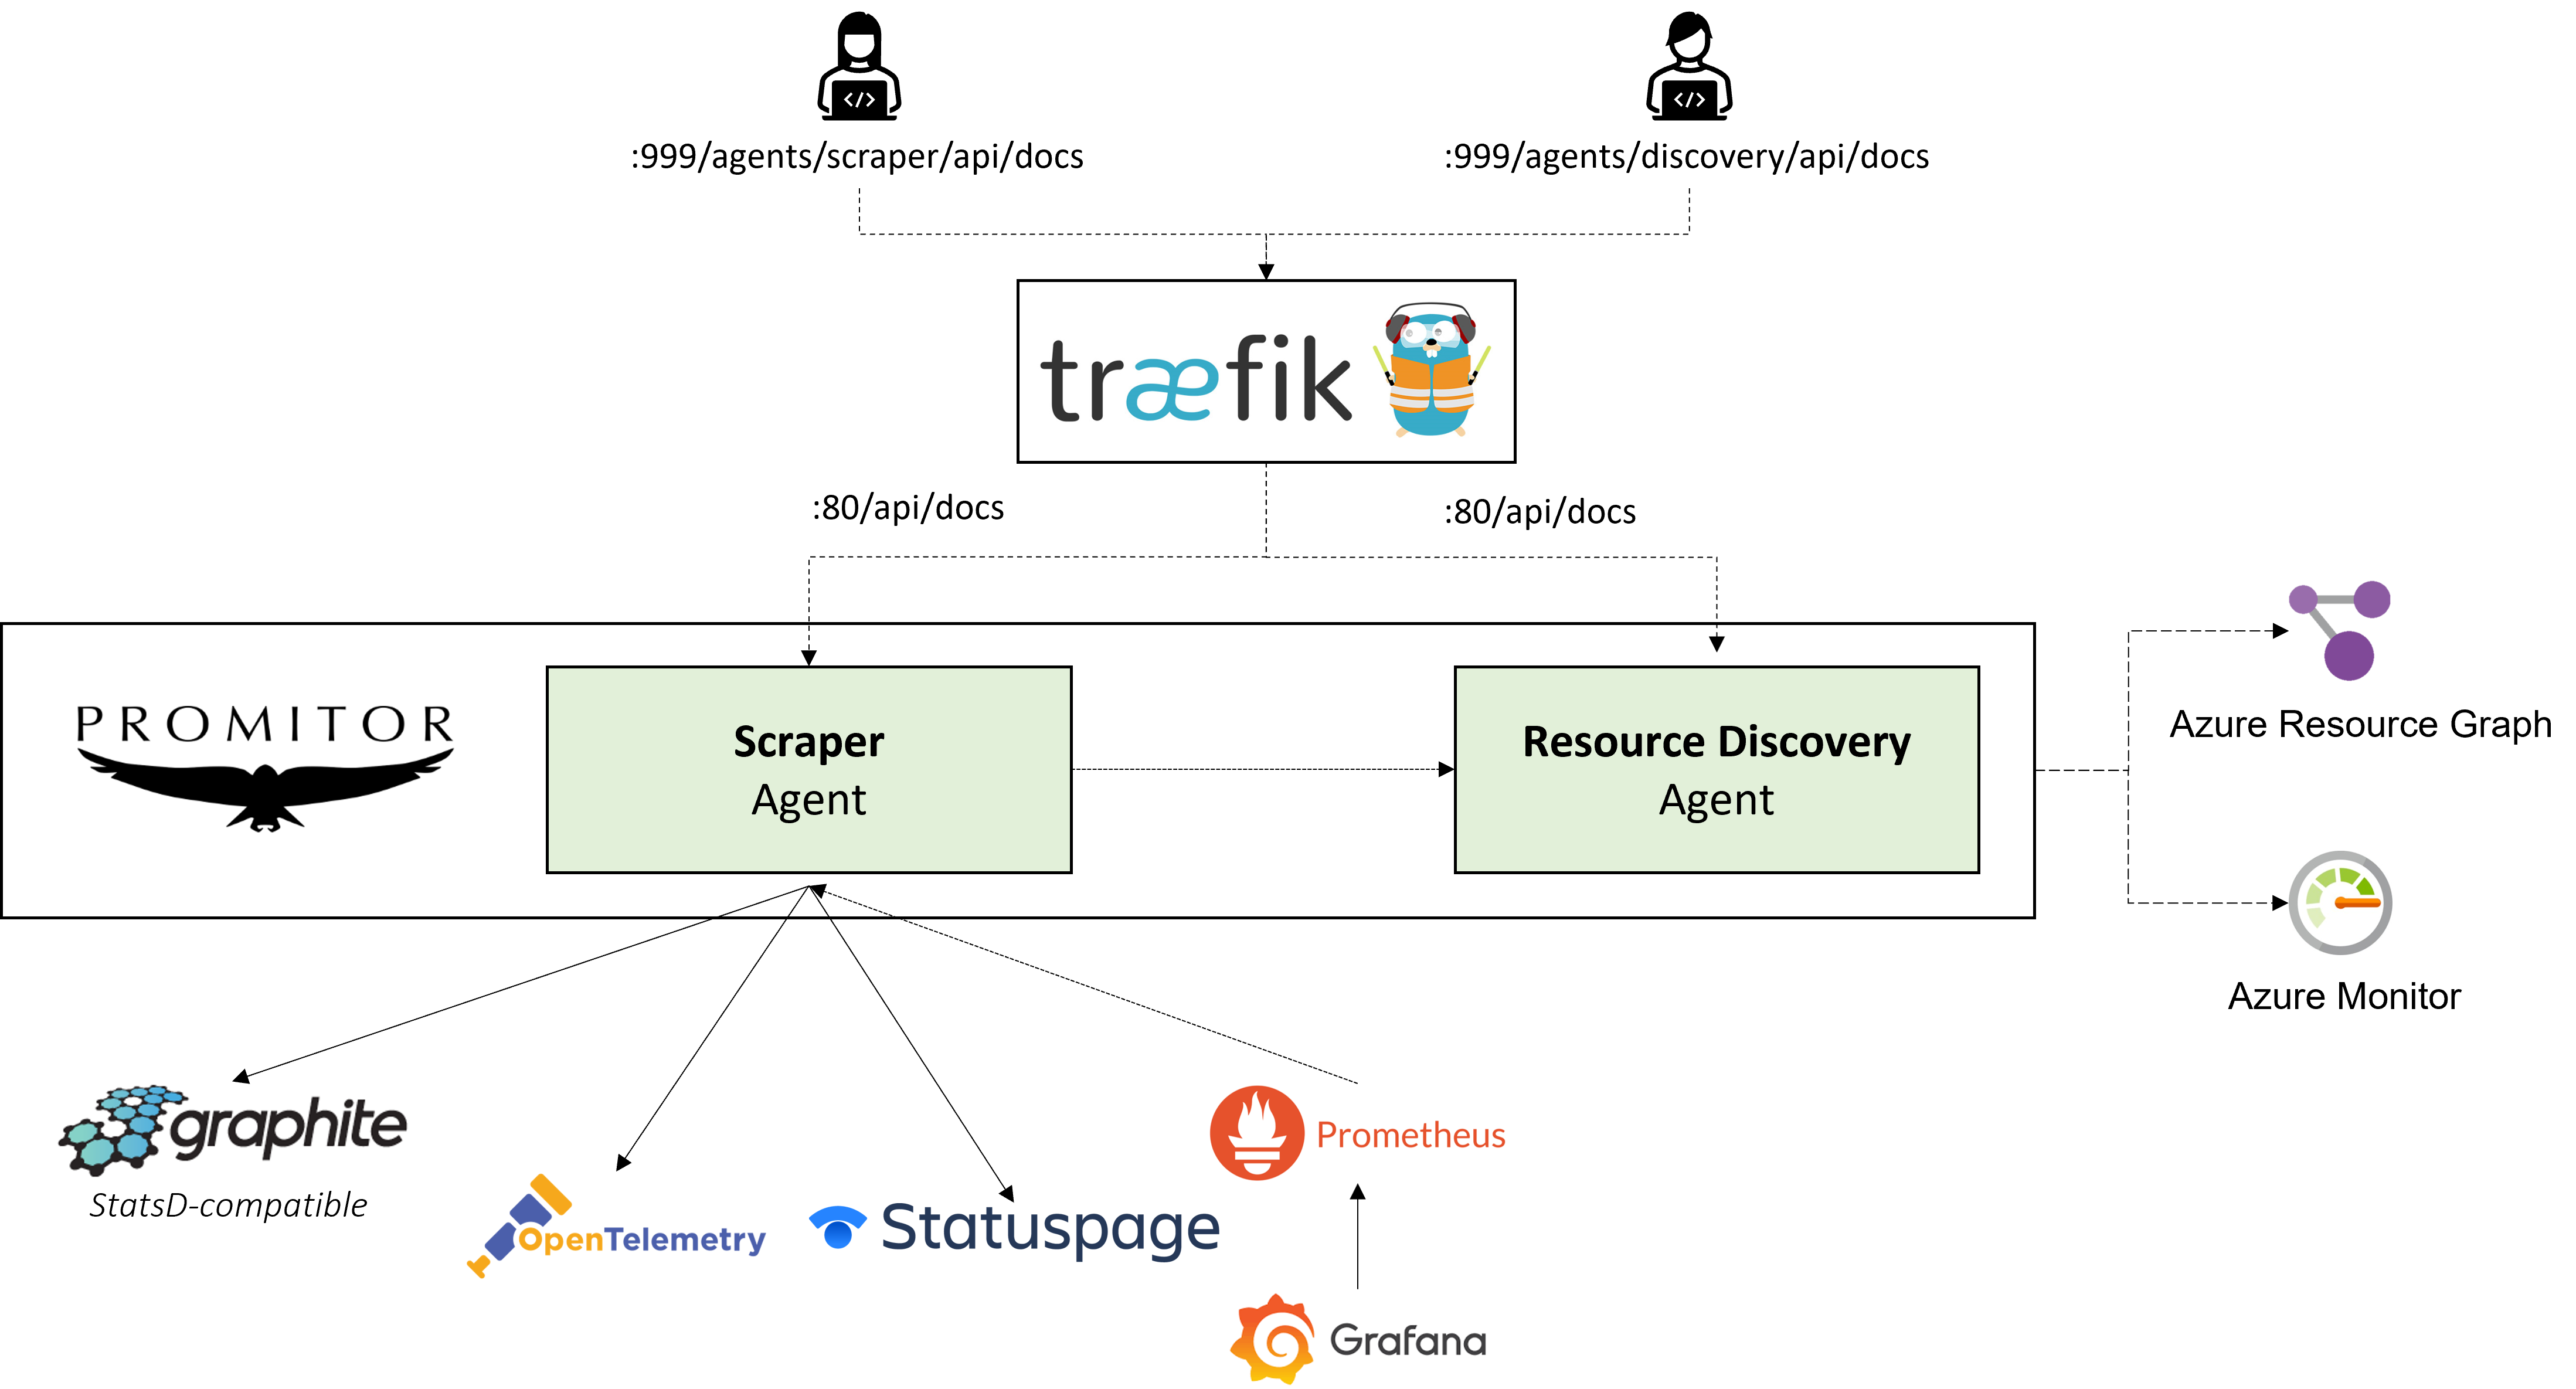 </>
</>
:999/agents/scraper/api/docs
:999/agents/discovery/api/docs
træfik
:80/api/docs
:80/api/docs
PROMITOR
Scraper
Agent
Resource Discovery
Agent
Azure Resource Graph
Azure Monitor
graphite
StatsD-compatible
OpenTelemetry
Statuspage
Prometheus
Grafana